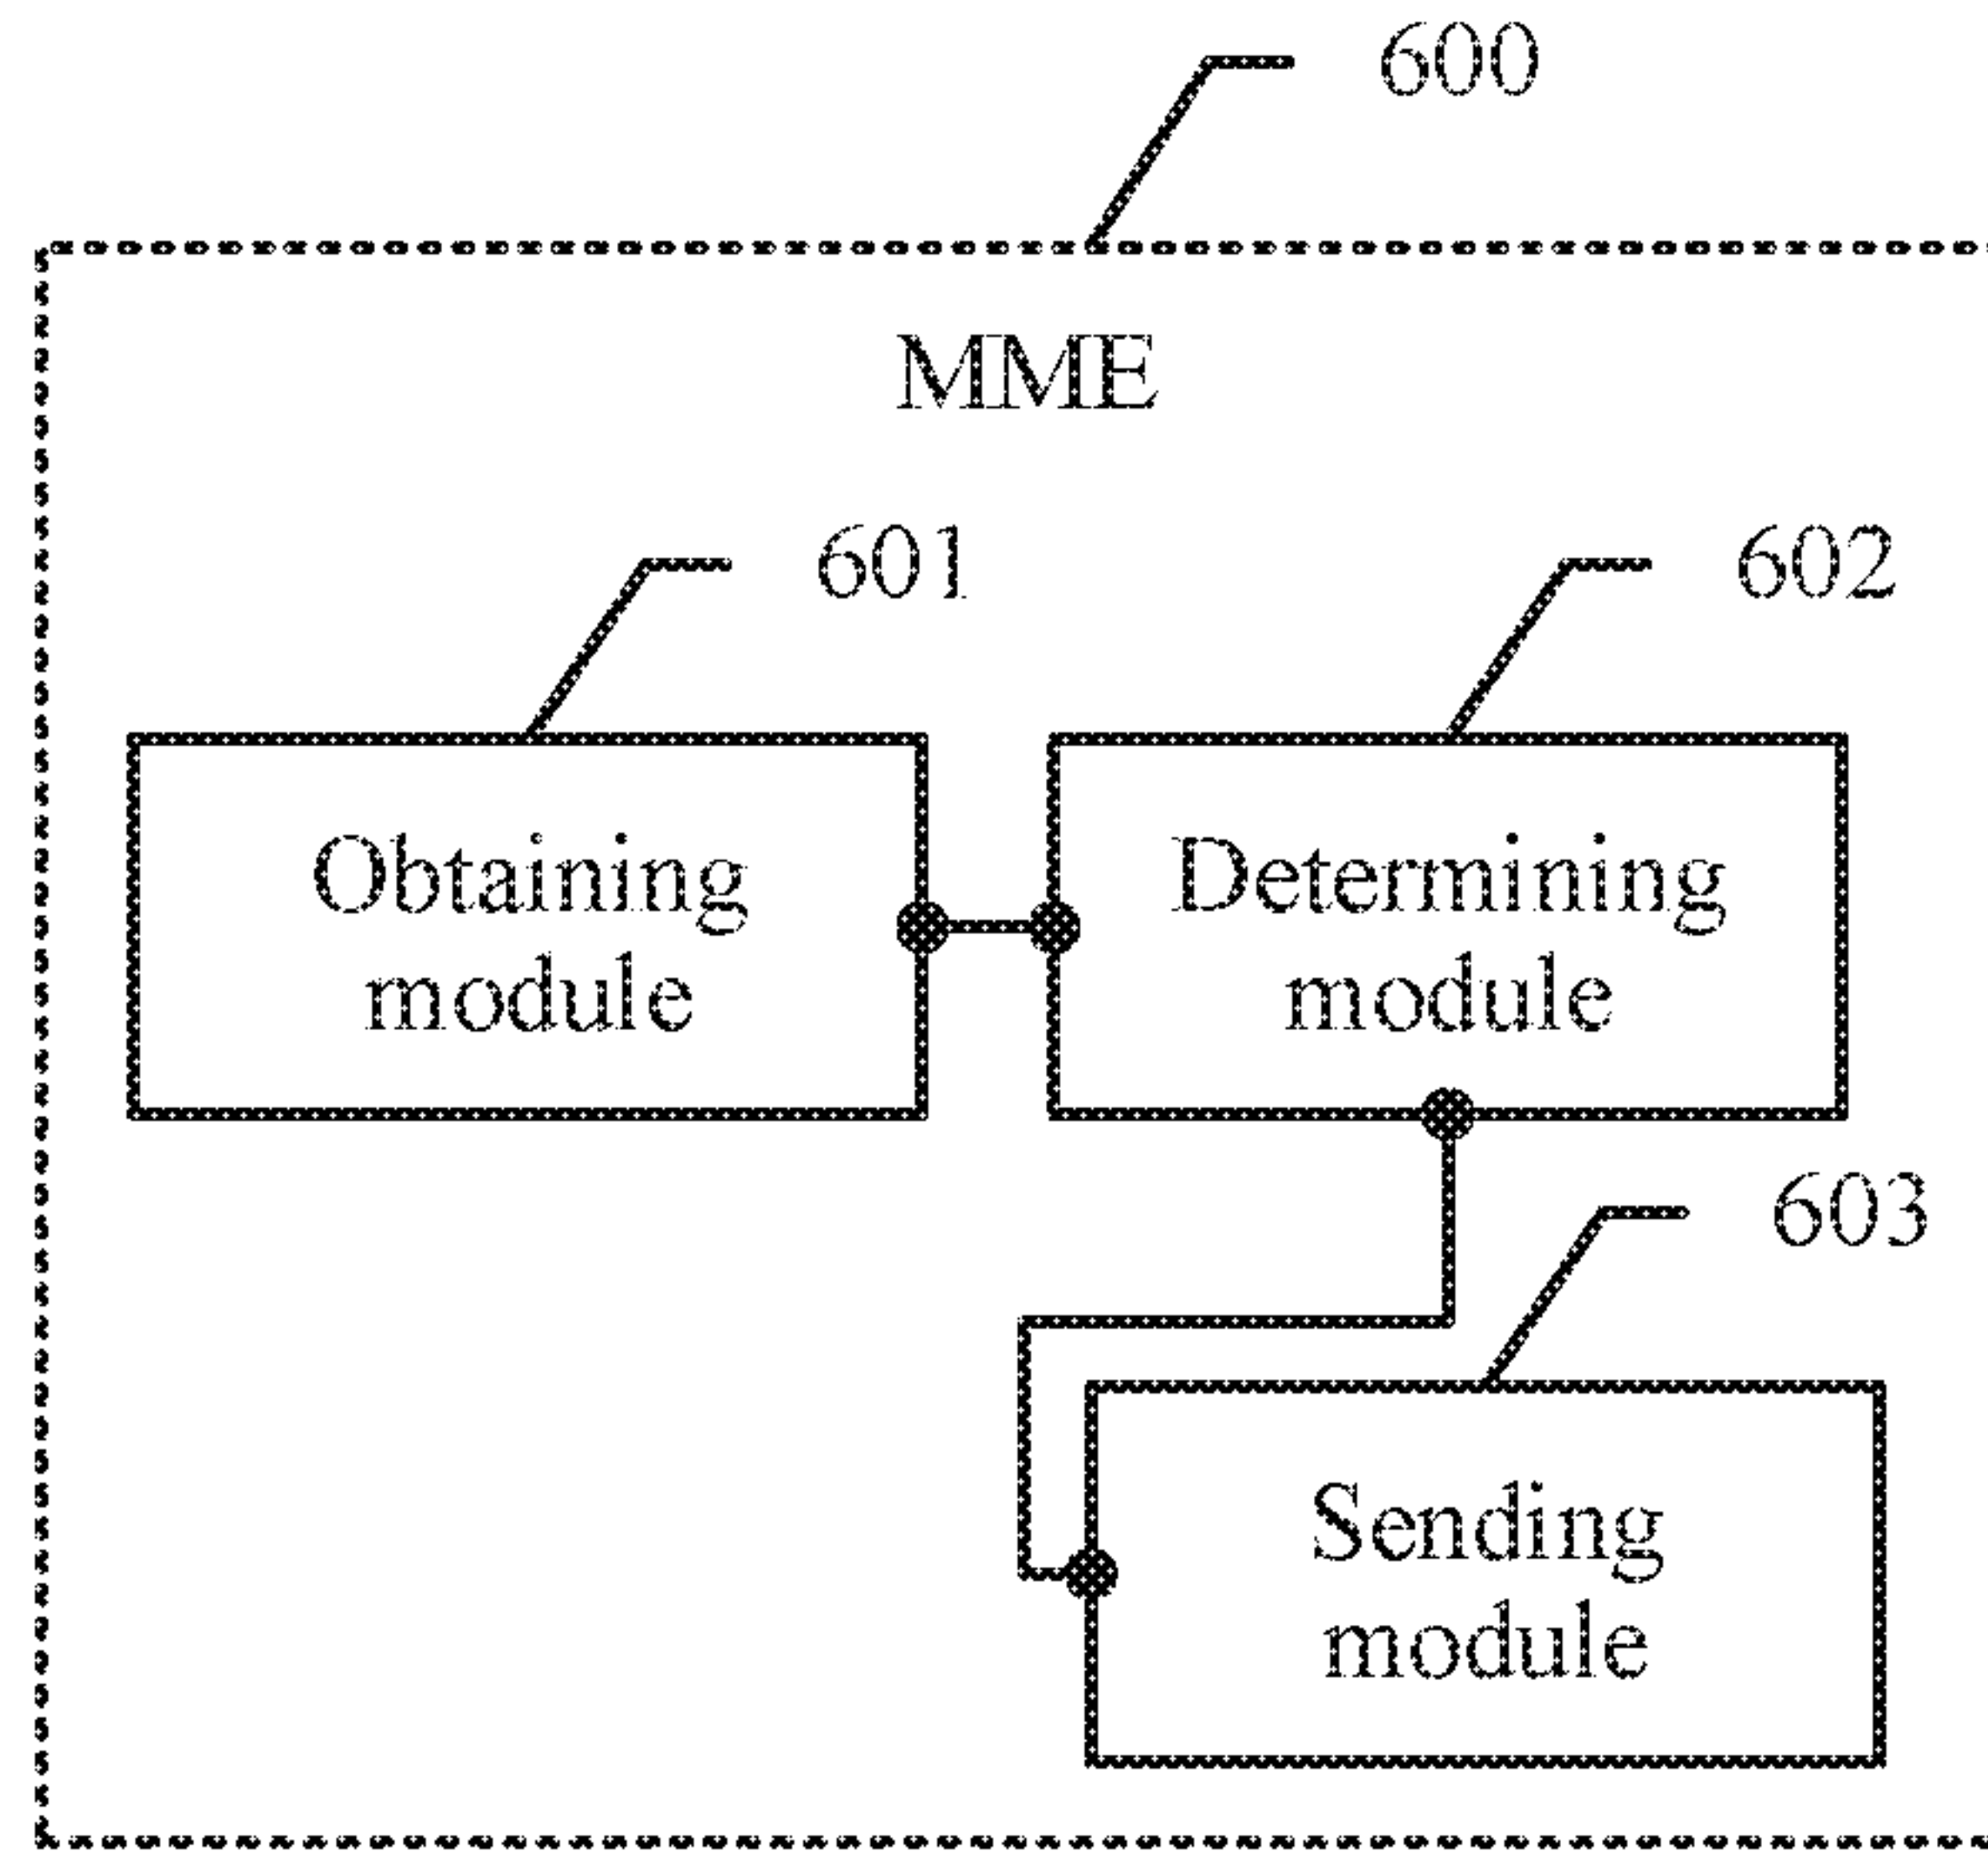 600
MME
601
602
Obtaining
module
Determining
module
603
Sending
module